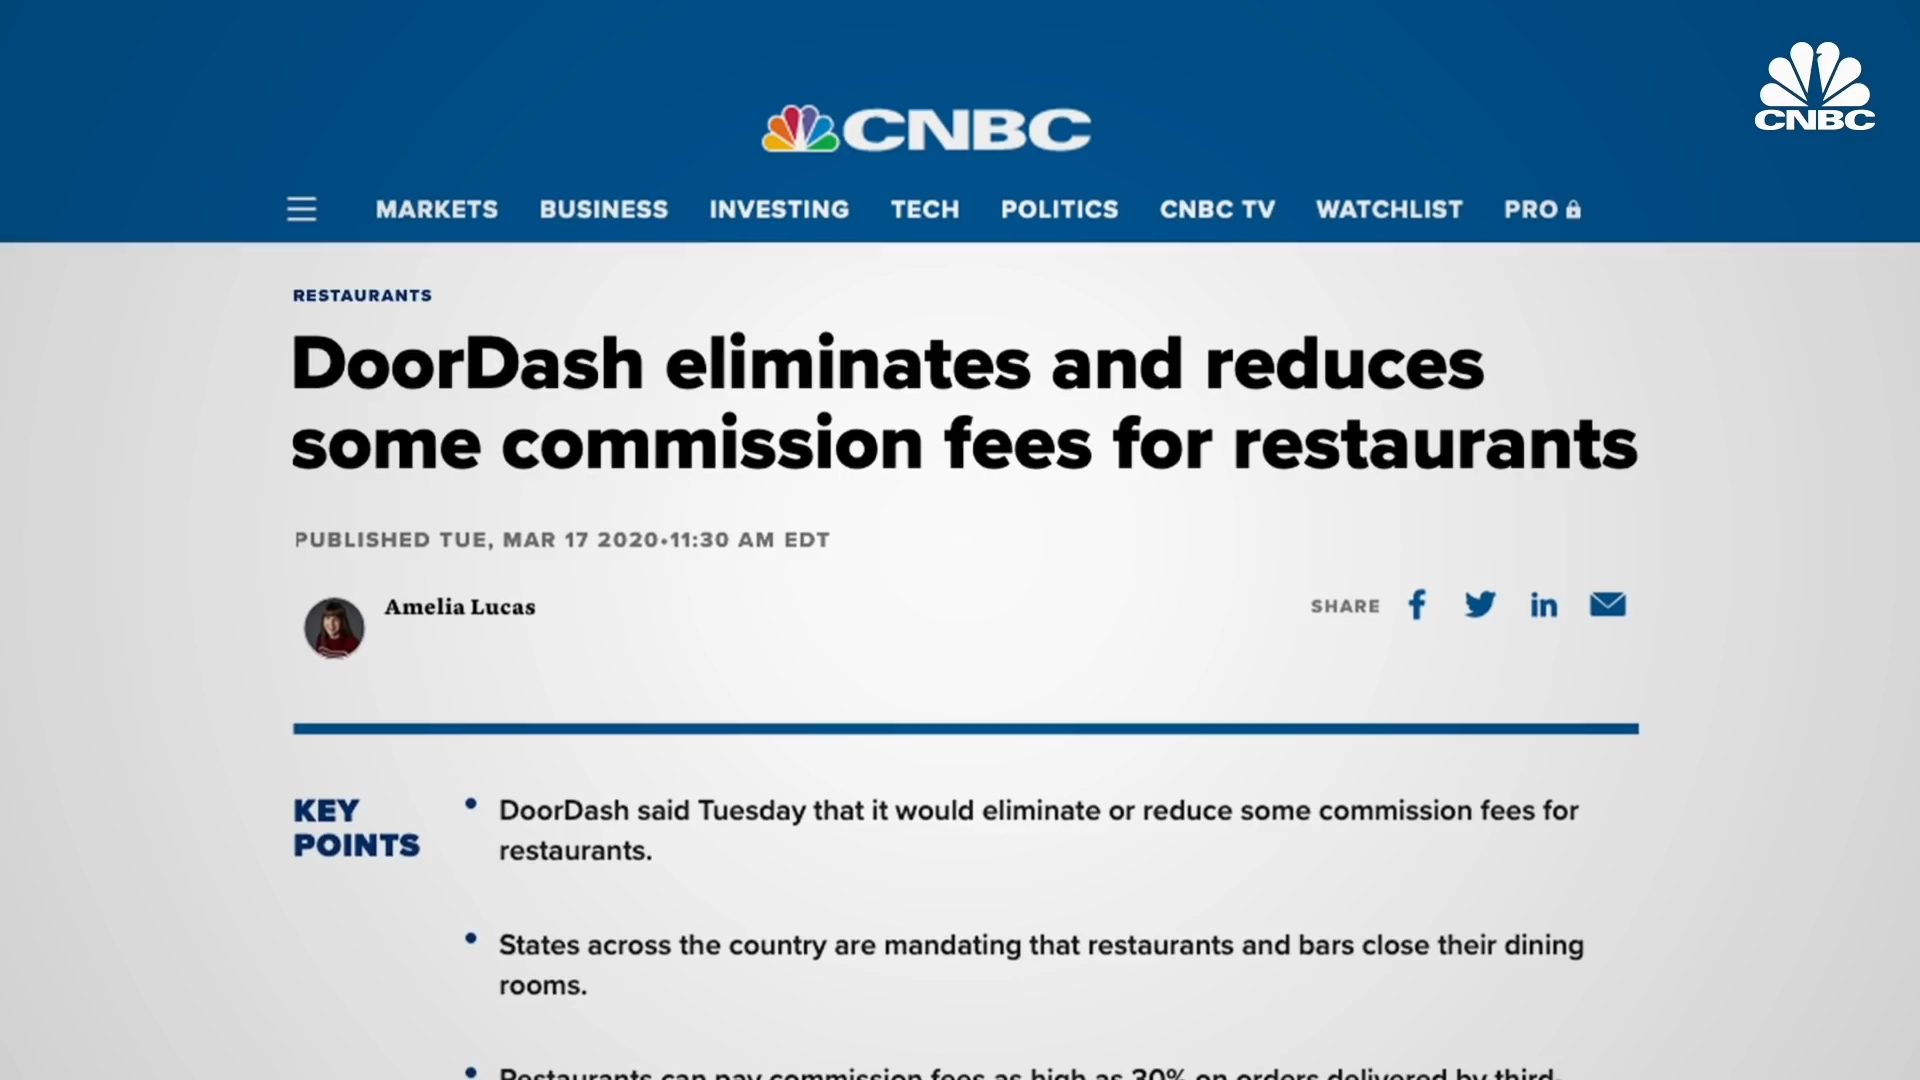 CNBC
CNBC
MARKETS BUSINESS INVESTING TECH POLITICS CNBC TV WATCHLIST PRO
RESTAURANTS
DoorDash eliminates and reduces
some commission fees for restaurants
PUBLISHED TUE, MAR 17 2020•11:30 AM EDT
Amelia Lucas
SHARE
KEY
POINTS
• DoorDash said Tuesday that it would eliminate or reduce some commission fees for
restaurants.
• States across the country are mandating that restaurants and bars close their dining
rooms.
• Restaurants can pay commission fees as high as 30% on orders delivered by third-